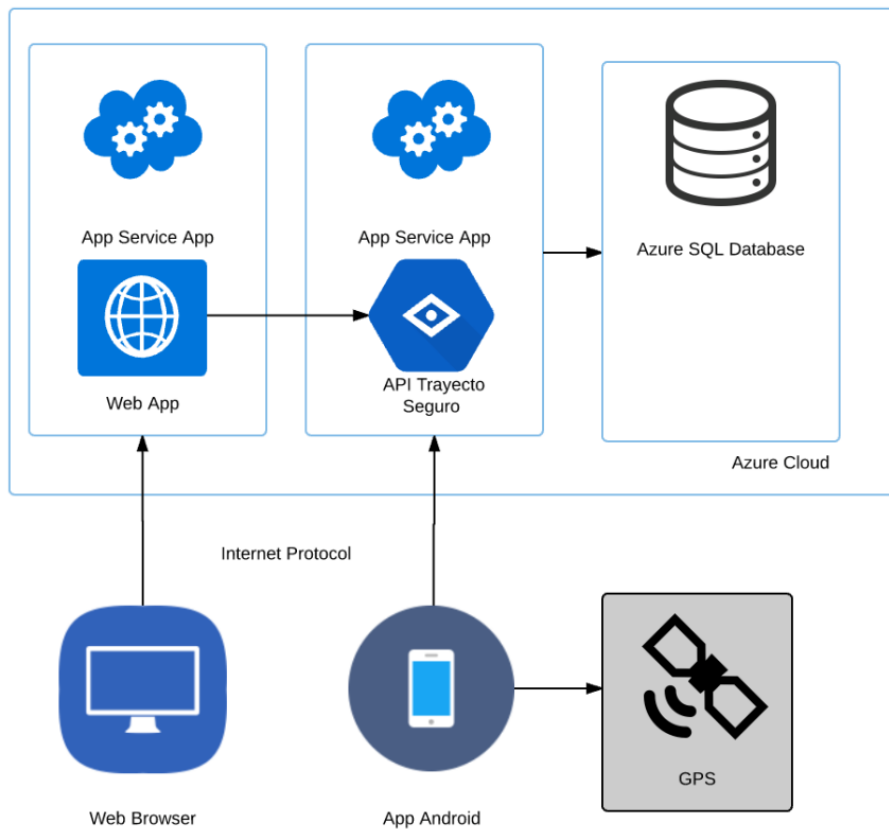 App Service App
App Service App
Azure SQL Database
Web App
API Trayecto
Seguro
Azure Cloud
Internet Protocol
GPS
Web Browser
App Android